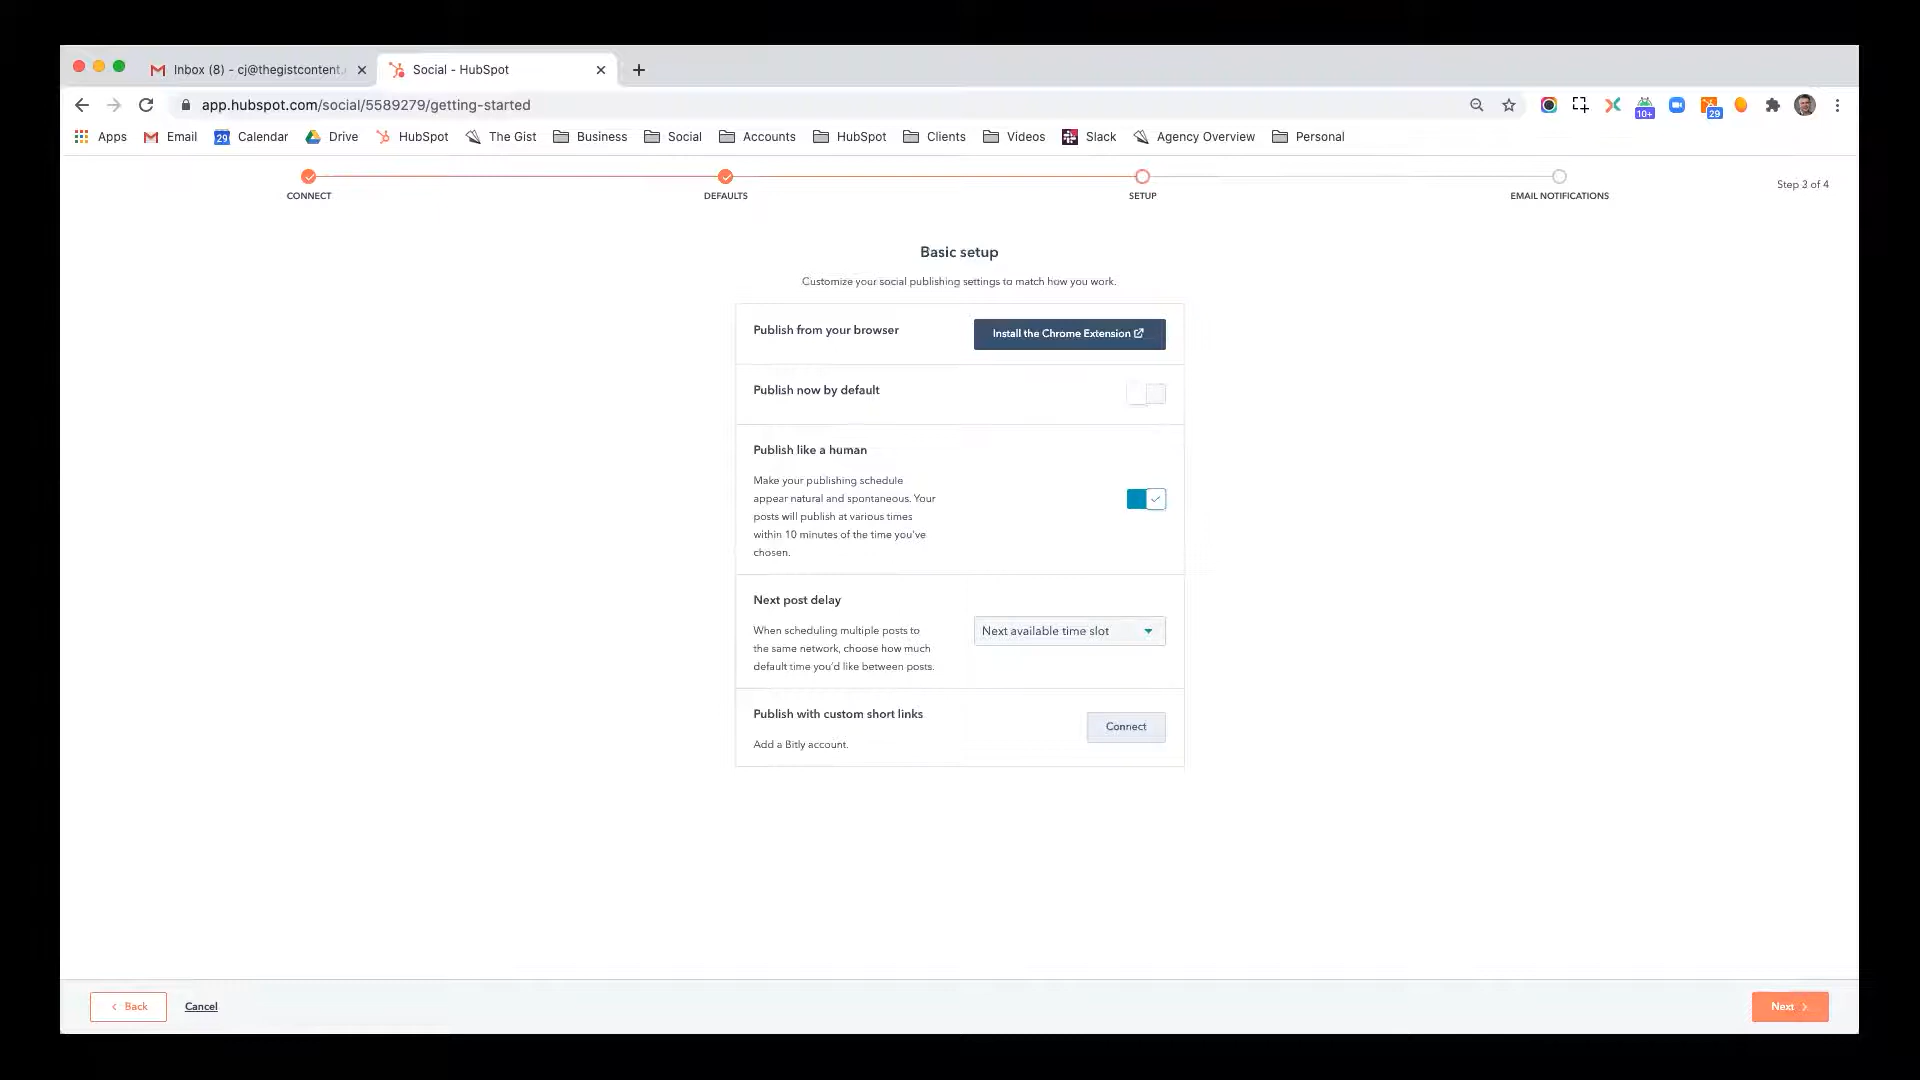 Inbox (8) - cj@thegistcontent.
Social - HubSpot
app.hubspot.com/social/5589279/getting-started
10+
29
Apps
Email
29
Calendar
Drive
HubSpot
The Gist
Business
Social
Accounts
HubSpot
Clients
Videos
Slack
Agency Overview
Personal
CONNECT
DEFAULTS
SETUP
EMAIL NOTIFICATIONS
Step 3 of 4
Basic setup
Customize your social publishing settings to match how you work.
Publish from your browser
Install the Chrome Extension
Publish now by default
Publish like a human
Make your publishing schedule
appear natural and spontaneous. Your
posts will publish at various times
within 10 minutes of the time you've
chosen.
Next post delay
When scheduling multiple posts to
the same network, choose how much
default time you'd like between posts.
Next available time slot
Publish with custom short links
Add a Bitly account.
Connect
Back
Cancel
Next